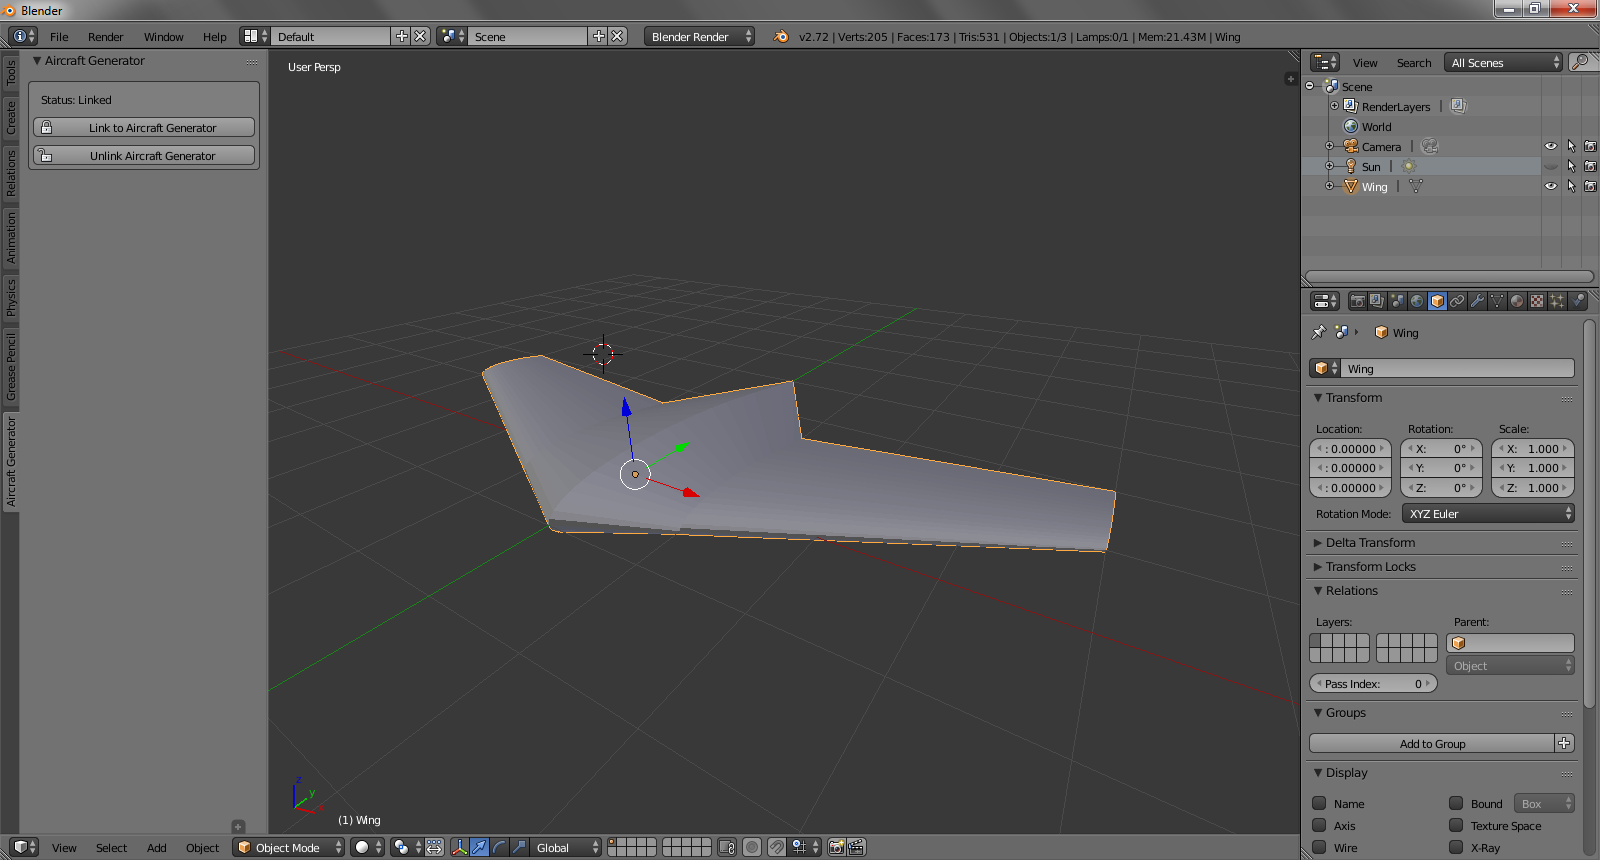 Blender
File Render Window Help Default Scene Blender Render v2.72 | Verts:205 | Faces:173 | Tris:531 | Objects:1/3 | Lamps:0/1 | Mem:21.43M | Wing
Tools
Create
Relations
Animation
Physics
Grease Pencil
Aircraft Generator
Aircraft Generator
Status: Linked
Link to Aircraft Generator
Unlink Aircraft Generator
User Persp
z
y
x
(1) Wing
View Select Add Object Object Mode Global
View Search All Scenes
Scene
RenderLayers |
World
Camera |
Sun |
Wing |
Wing
Wing
Transform
Location: Rotation: Scale:
: 0.00000 X: 0° X: 1.000
: 0.00000 Y: 0° Y: 1.000
: 0.00000 Z: 0° Z: 1.000
Rotation Mode: XYZ Euler
Delta Transform
Transform Locks
Relations
Layers: Parent:
Object
Pass Index: 0
Groups
Add to Group
Display
Name Bound Box
Axis Texture Space
Wire X-Ray